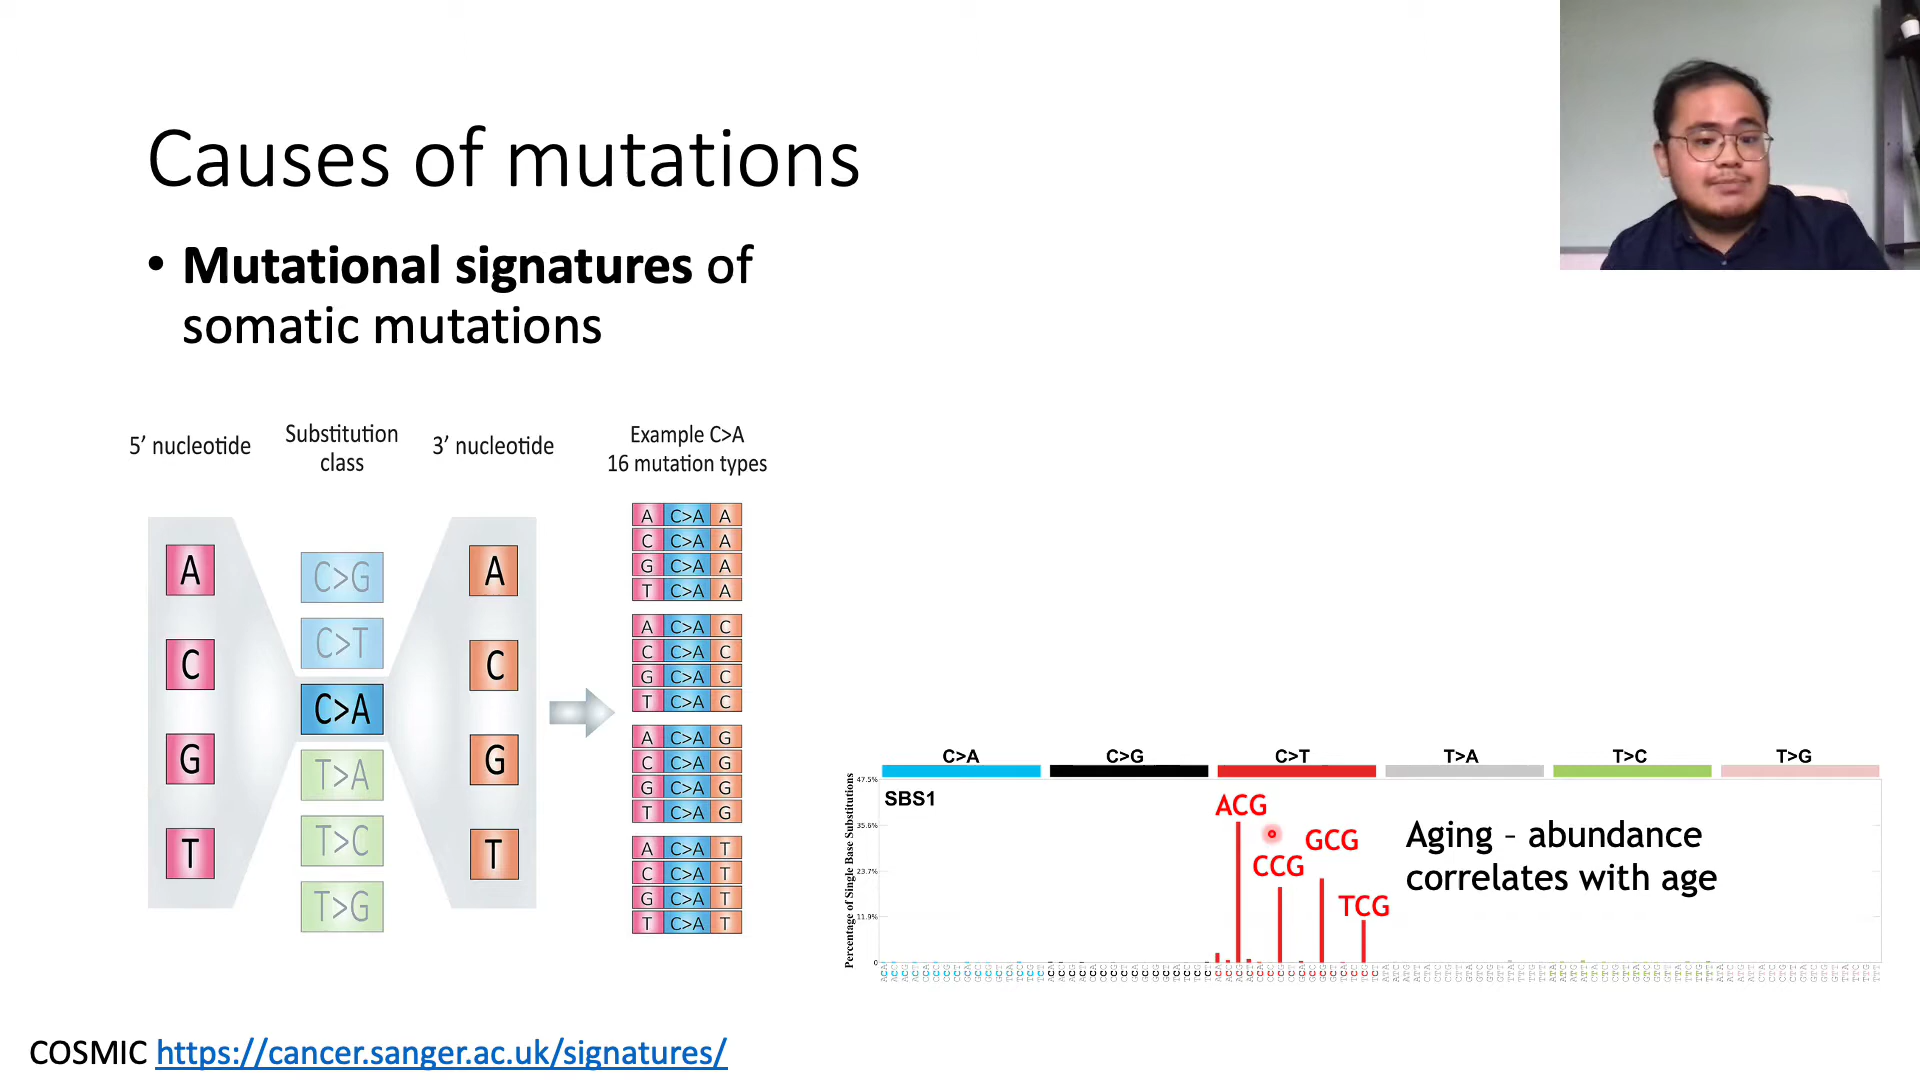 Causes of mutations
• Mutational signatures of
somatic mutations
5’ nucleotide
Substitution
class
3’ nucleotide
Example C>A
16 mutation types
A
C
G
T
C>G
C>T
C>A
T>A
T>C
T>G
A
C
G
T
A C>A A
C C>A A
G C>A A
T C>A A
A C>A C
C C>A C
G C>A C
T C>A C
A C>A G
C C>A G
G C>A G
T C>A G
A C>A T
C C>A T
G C>A T
T C>A T
C>A C>G C>T T>A T>C T>G
Percentage of Single Base Substitutions
47.5%
35.6%
23.7%
11.9%
0
SBS1
ACG
CCG
GCG
TCG
Aging – abundance
correlates with age
COSMIC https://cancer.sanger.ac.uk/signatures/